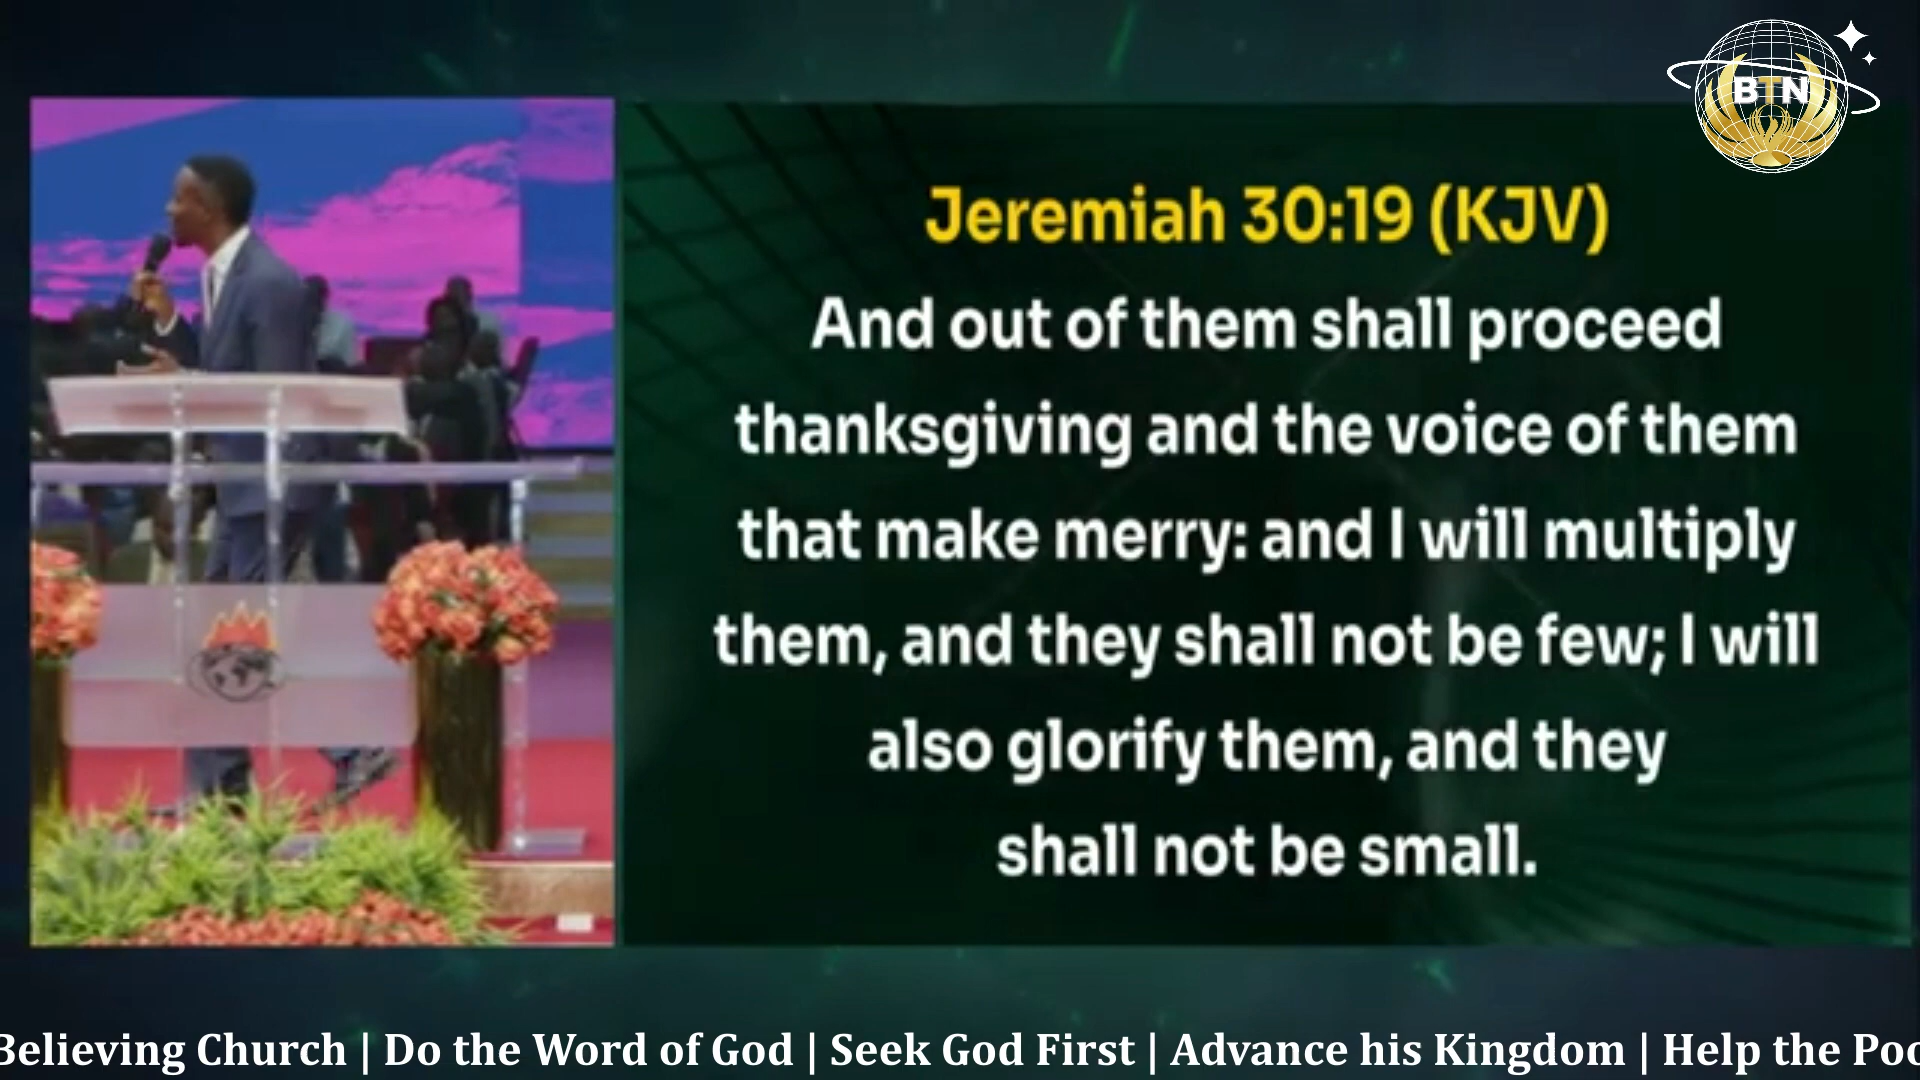 BTN
Jeremiah 30:19 (KJV)
And out of them shall proceed
thanksgiving and the voice of them
that make merry: and I will multiply
them, and they shall not be few; I will
also glorify them, and they
shall not be small.
Believing Church | Do the Word of God | Seek God First | Advance his Kingdom | Help the